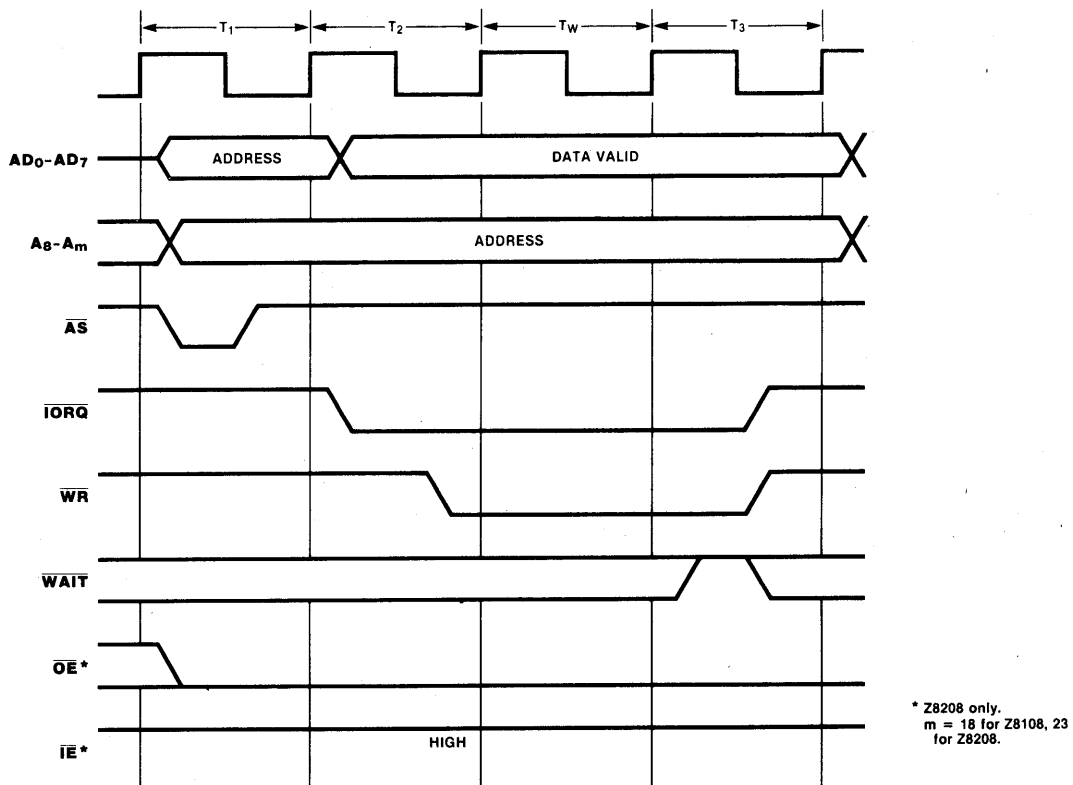 T1 T2 TW T3
AD0-AD7 ADDRESS DATA VALID
A8-Am ADDRESS
AS
IORQ
WR
WAIT
OE*
IE* HIGH
* Z8208 only.
m = 18 for Z8108, 23
for Z8208.